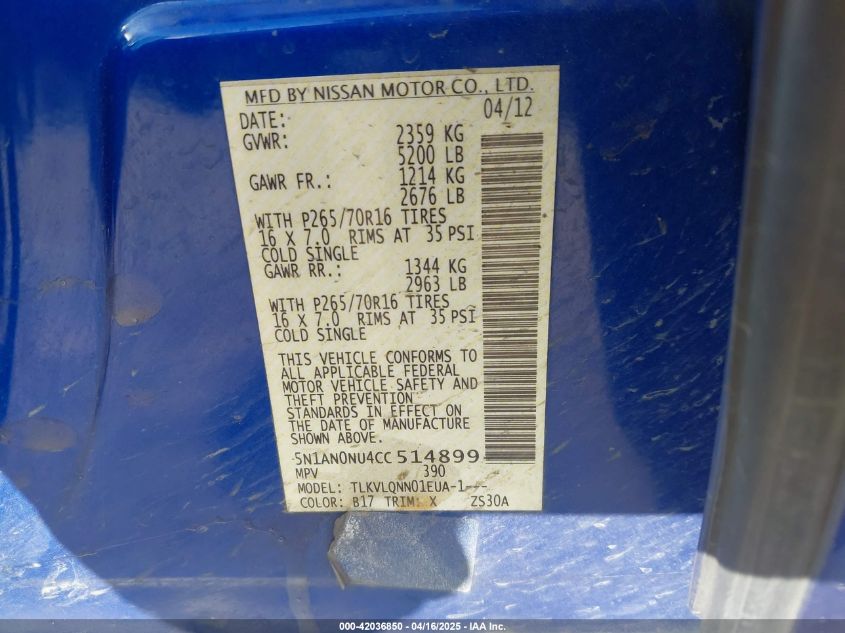 MFD BY NISSAN MOTOR CO., LTD.
DATE: 04/12
GVWR: 2359 KG
5200 LB
GAWR FR.: 1214 KG
2676 LB
WITH P265/70R16 TIRES
16 X 7.0 RIMS AT 35 PSI
COLD SINGLE
GAWR RR.: 1344 KG
2963 LB
WITH P265/70R16 TIRES
16 X 7.0 RIMS AT 35 PSI
COLD SINGLE
THIS VEHICLE CONFORMS TO
ALL APPLICABLE FEDERAL
MOTOR VEHICLE SAFETY AND
THEFT PREVENTION
STANDARDS IN EFFECT ON
THE DATE OF MANUFACTURE
SHOWN ABOVE.
5N1AN0NU4CC514899
MPV 390
MODEL: TLKVLQNN01EUA-1---
COLOR: B17 TRIM: X ZS30A
000-42036850 - 04/16/2025 - IAA Inc.